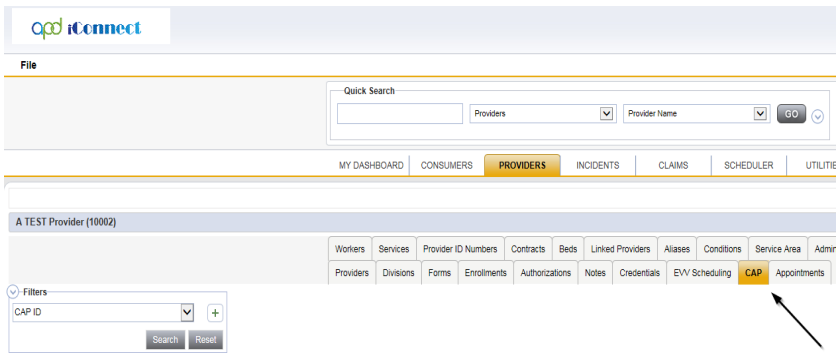 apd iConnect
File
Quick Search
Providers Provider Name GO
MY DASHBOARD CONSUMERS PROVIDERS INCIDENTS CLAIMS SCHEDULER UTILITIE
A TEST Provider (10002)
Workers Services Provider ID Numbers Contracts Beds Linked Providers Aliases Conditions Service Area Admin
Providers Divisions Forms Enrollments Authorizations Notes Credentials EVV Scheduling CAP Appointments
Filters
CAP ID +
Search Reset